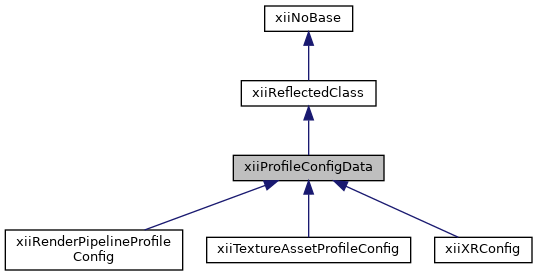 xiiNoBase
xiiReflectedClass
xiiProfileConfigData
xiiRenderPipelineProfile
Config
xiiTextureAssetProfileConfig
xiiXRConfig